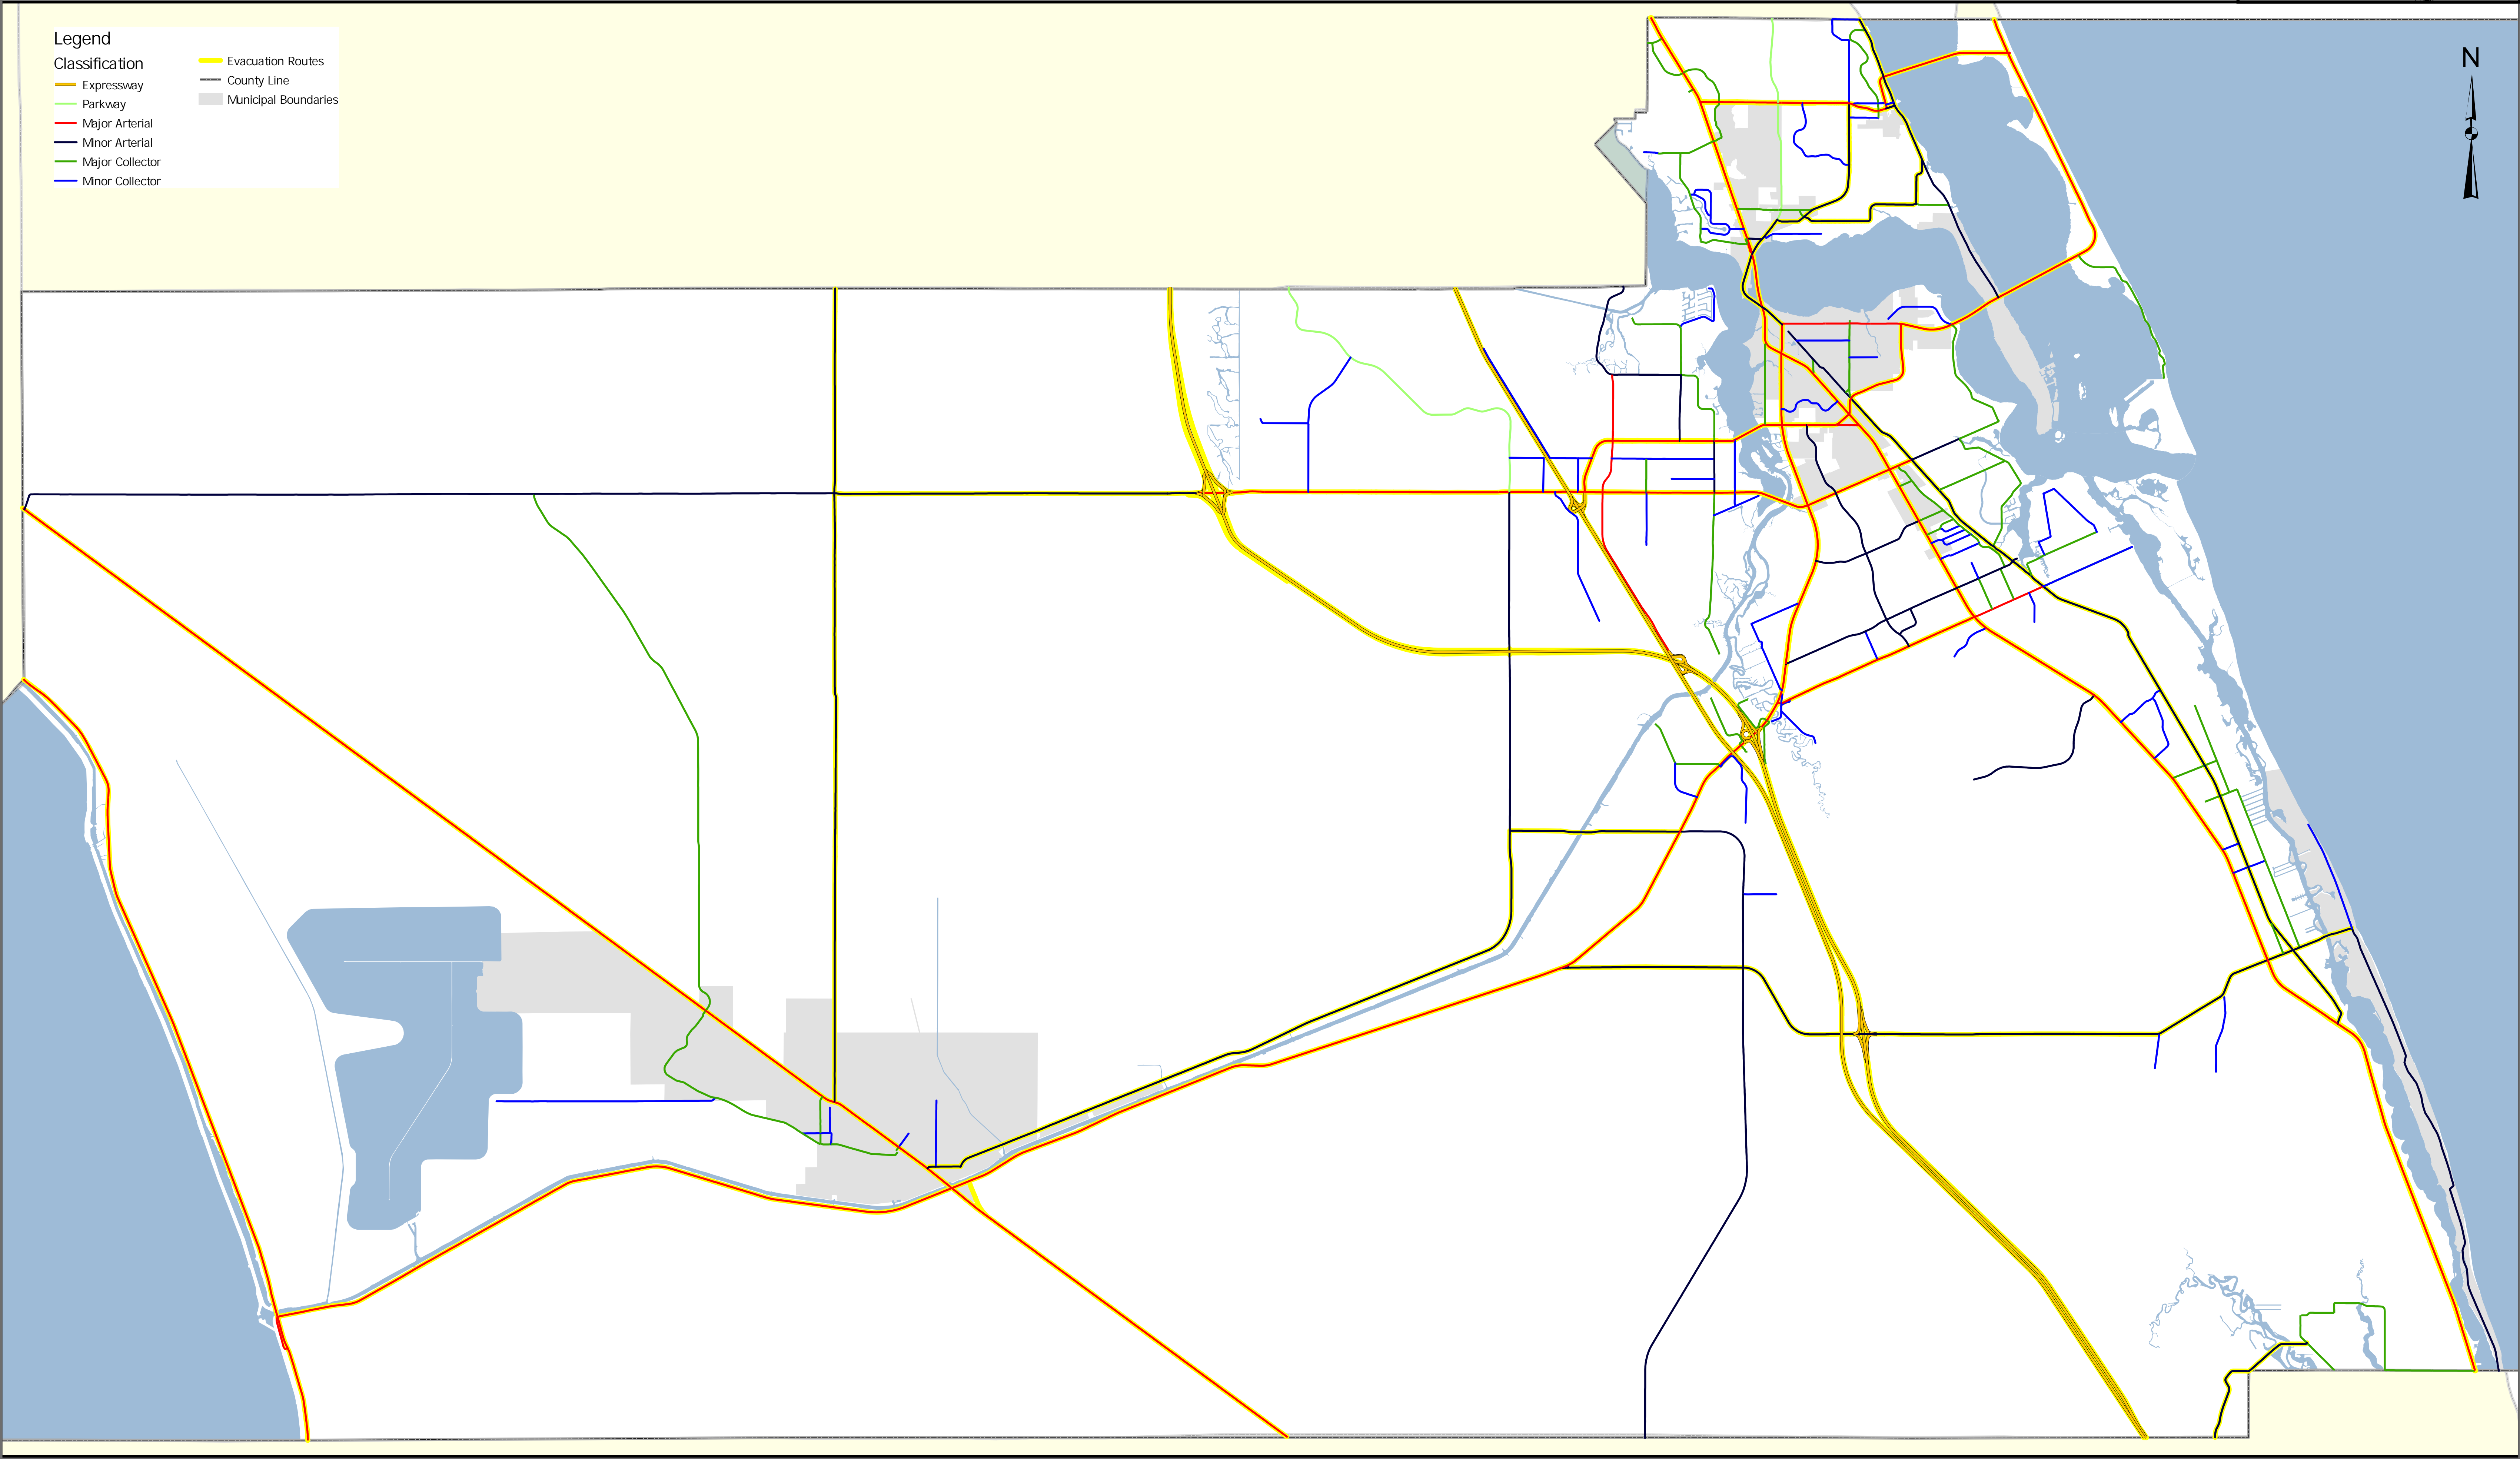 Legend
Classification
Expressway
Parkway
Major Arterial
Minor Arterial
Major Collector
Minor Collector
Evacuation Routes
County Line
Municipal Boundaries
N